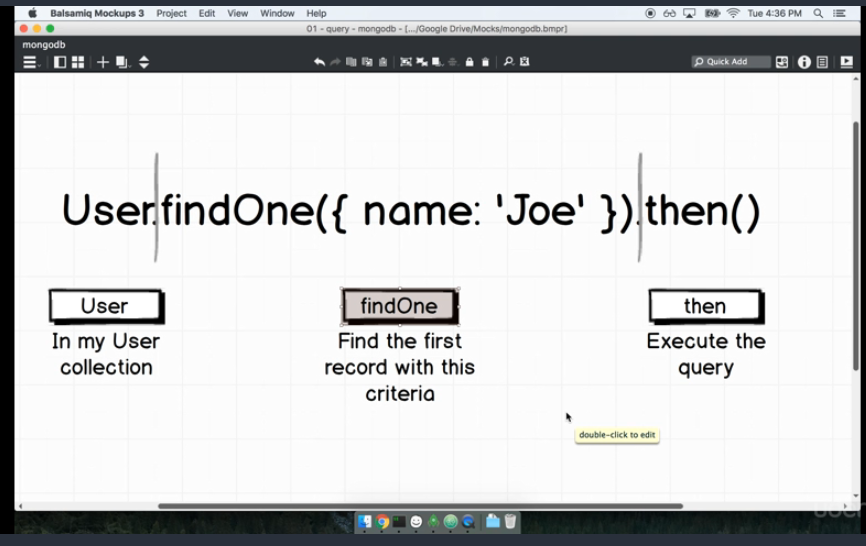 Balsamiq Mockups 3 Project Edit View Window Help Tue 4:36 PM
01 - query - mongodb - [.../Google Drive/Mocks/mongodb.bmpr]
mongodb
Quick Add
User.findOne({ name: 'Joe' }).then()
User findOne then
In my User
collection
Find the first
record with this
criteria
Execute the
query
double-click to edit